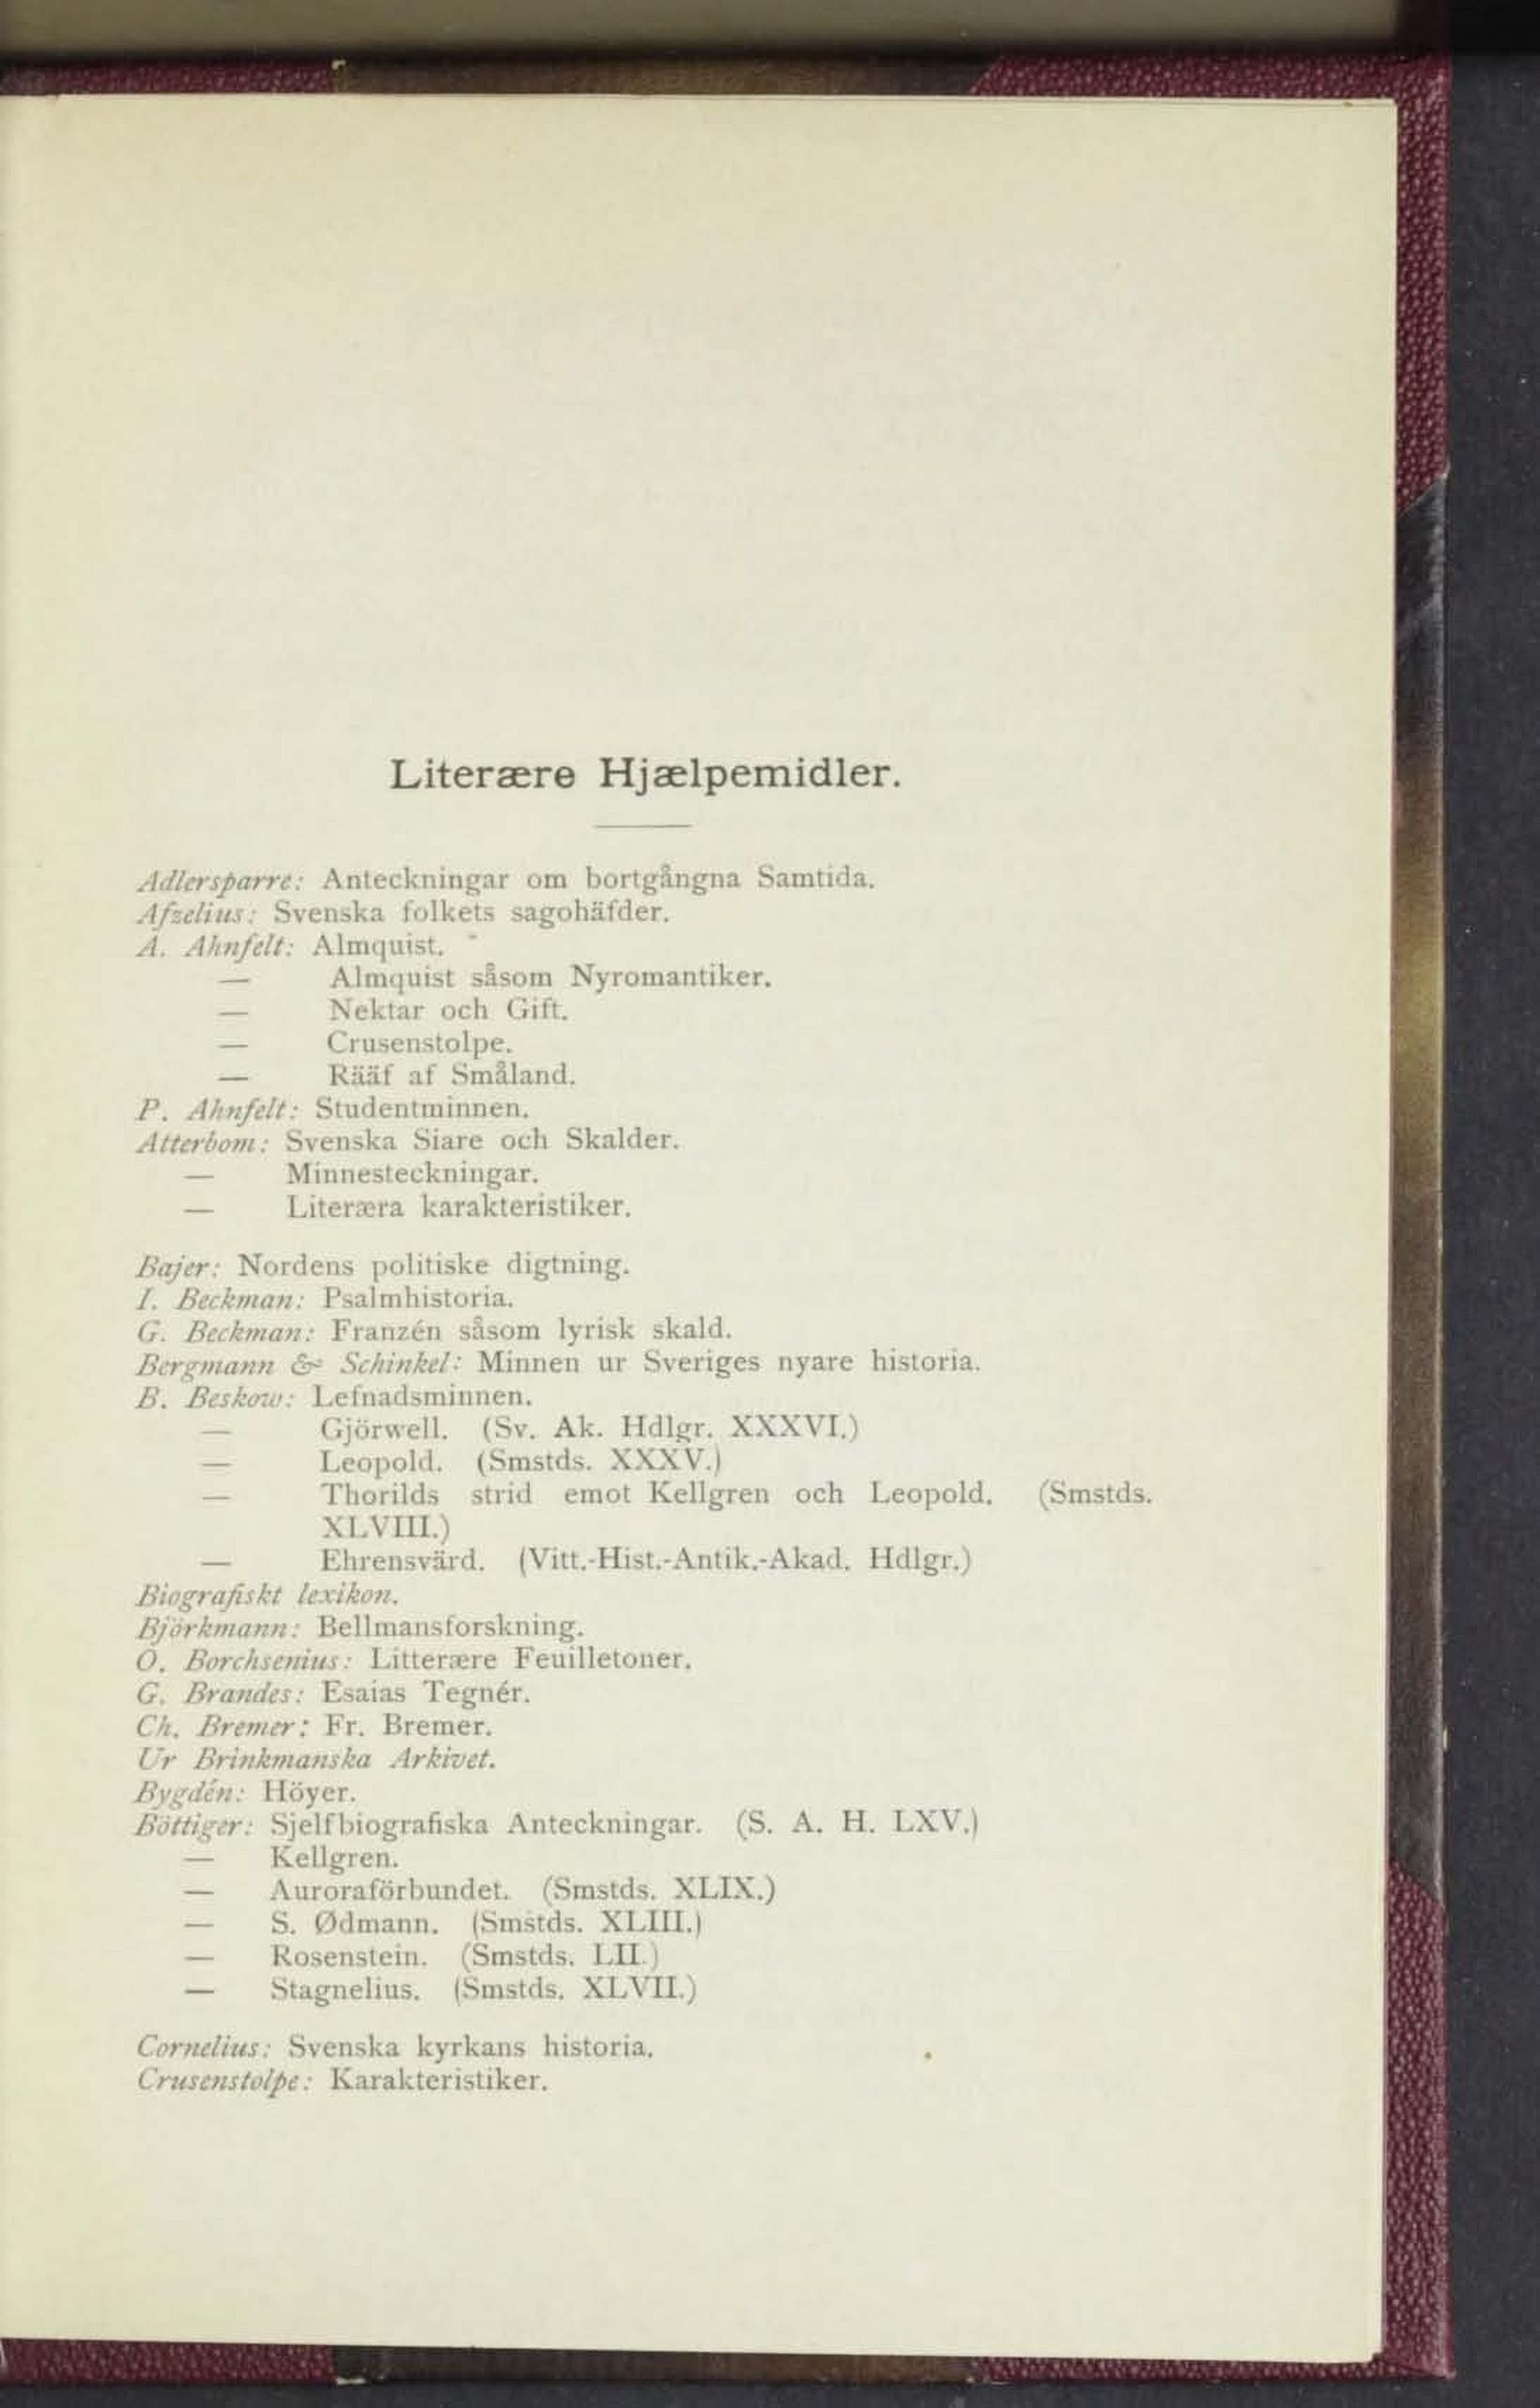 Literære Hjælpemidler.
Adlersparre: Anteckningar om bortgångna Samtida.
Afzelius: Svenska folkets sagohäfder.
A. Ahnfelt: Almquist.
— Almquist såsom Nyromantiker.
— Nektar och Gift.
— Crusenstolpe.
— Rääf af Småland.
P. Ahnfelt: Studentminnen.
Atterbom: Svenska Siare och Skalder.
— Minnesteckningar.
— Literæra karakteristiker.
Bajer: Nordens politiske digtning.
I. Beckman: Psalmhistoria.
G. Beckman: Franzén såsom lyrisk skald.
Bergmann & Schinkel: Minnen ur Sveriges nyare historia.
B. Beskow: Lefnadsminnen.
— Gjörwell. (Sv. Ak. Hdlgr. XXXVI.)
— Leopold. (Smstds. XXXV.)
— Thorilds strid emot Kellgren och Leopold. (Smstds.
XLVIII.)
— Ehrensvärd. (Vitt.-Hist.-Antik.-Akad. Hdlgr.)
Biografiskt lexikon.
Björkmann: Bellmansforskning.
O. Borchsenius: Litterære Feuilletoner.
G. Brandes: Esaias Tegnér.
Ch. Bremer: Fr. Bremer.
Ur Brinkmanska Arkivet.
Bygdén: Höyer.
Böttiger: Sjelfbiografiska Anteckningar. (S. A. H. LXV.)
— Kellgren.
— Auroraförbundet. (Smstds. XLIX.)
— S. Ødmann. (Smstds. XLIII.)
— Rosenstein. (Smstds. LII.)
— Stagnelius. (Smstds. XLVII.)
Cornelius: Svenska kyrkans historia.
Crusenstolpe: Karakteristiker.